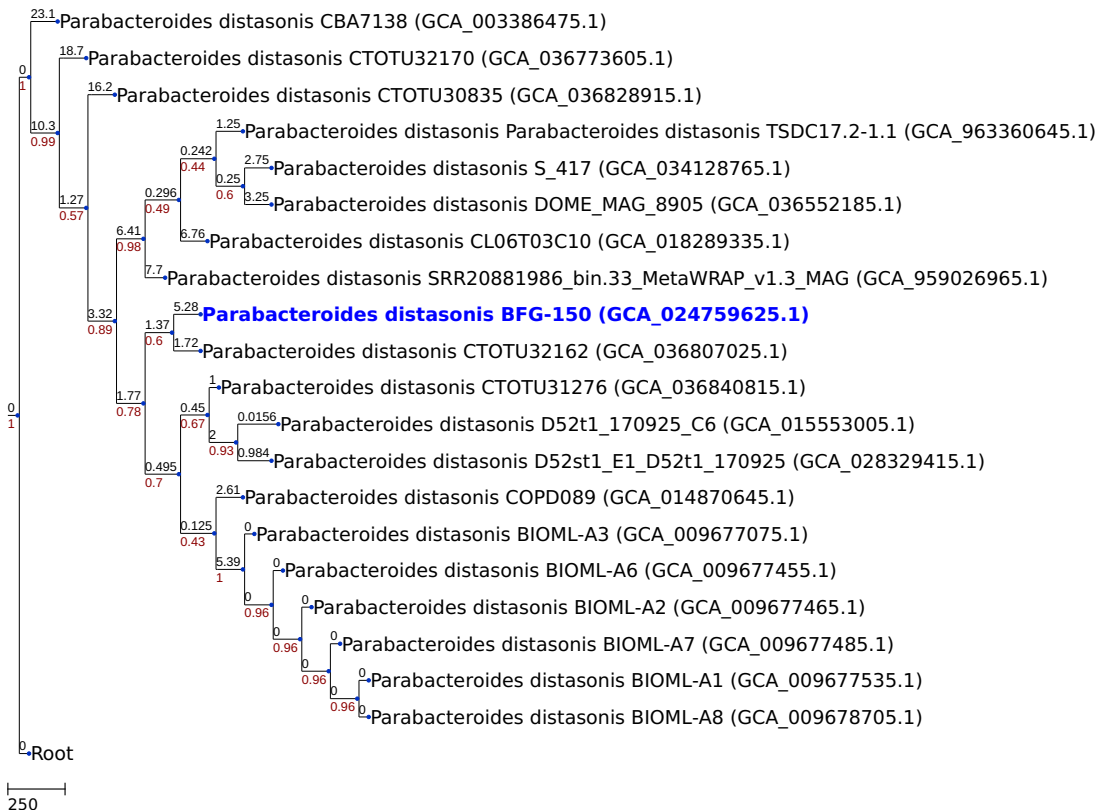 23.1 Parabacteroides distasonis CBA7138 (GCA_003386475.1)
18.7 Parabacteroides distasonis CTOTU32170 (GCA_036773605.1)
0
1
16.2 Parabacteroides distasonis CTOTU30835 (GCA_036828915.1)
10.3
0.99
1.25 Parabacteroides distasonis Parabacteroides distasonis TSDC17.2-1.1 (GCA_963360645.1)
0.242
0.44
2.75 Parabacteroides distasonis S_417 (GCA_034128765.1)
0.25
0.6
3.25 Parabacteroides distasonis DOME_MAG_8905 (GCA_036552185.1)
0.296
0.49
1.27
0.57
6.76 Parabacteroides distasonis CL06T03C10 (GCA_018289335.1)
6.41
0.98
7.7 Parabacteroides distasonis SRR20881986_bin.33_MetaWRAP_v1.3_MAG (GCA_959026965.1)
5.28 Parabacteroides distasonis BFG-150 (GCA_024759625.1)
3.32
0.89
1.37
0.6
1.72 Parabacteroides distasonis CTOTU32162 (GCA_036807025.1)
1 Parabacteroides distasonis CTOTU31276 (GCA_036840815.1)
1.77
0.78
0.45
0.67
0
1
0.0156 Parabacteroides distasonis D52t1_170925_C6 (GCA_015553005.1)
2
0.93
0.984 Parabacteroides distasonis D52st1_E1_D52t1_170925 (GCA_028329415.1)
0.495
0.7
2.61 Parabacteroides distasonis COPD089 (GCA_014870645.1)
0.125
0.43
0 Parabacteroides distasonis BIOML-A3 (GCA_009677075.1)
5.39
1
0 Parabacteroides distasonis BIOML-A6 (GCA_009677455.1)
0
0.96
0 Parabacteroides distasonis BIOML-A2 (GCA_009677465.1)
0
0.96
0 Parabacteroides distasonis BIOML-A7 (GCA_009677485.1)
0
0.96
0 Parabacteroides distasonis BIOML-A1 (GCA_009677535.1)
0
0.96
0 Parabacteroides distasonis BIOML-A8 (GCA_009678705.1)
0 Root
250